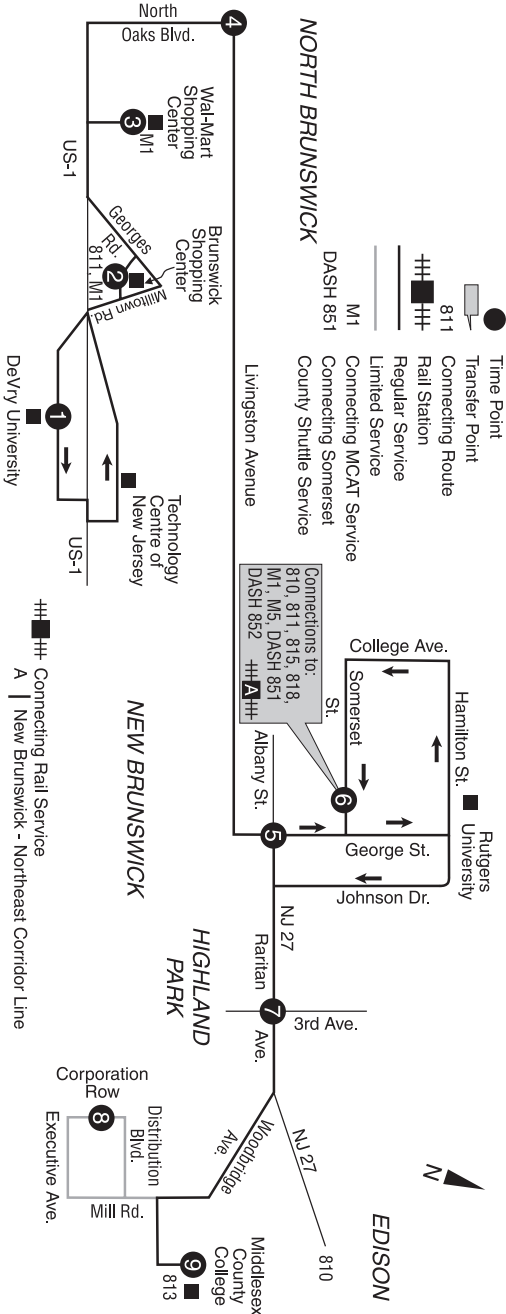 NORTH BRUNSWICK
Time Point
Transfer Point
811 Connecting Route
Rail Station
Regular Service
Limited Service
M1 Connecting MCAT Service
DASH 851 Connecting Somerset
County Shuttle Service
4
North
Oaks Blvd.
Wal-Mart
Shopping
Center
3
M1
US-1
Georges
Rd.
Brunswick
Shopping
Center
2
811, M1
Milltown Rd.
1
DeVry University
Technology
Centre of
New Jersey
US-1
Livingston Avenue
Connections to:
810, 811, 815, 818,
M1, M5, DASH 851
DASH 852
A
College Ave.
Somerset
St.
Hamilton St.
Rutgers
University
6
Albany St.
5
George St.
Johnson Dr.
NEW BRUNSWICK
Connecting Rail Service
A | New Brunswick - Northeast Corridor Line
NJ 27
Raritan
Ave.
7
3rd Ave.
HIGHLAND
PARK
NJ 27
810
Woodbridge
Ave.
Corporation
Row
8
Distribution
Blvd.
Executive Ave.
Mill Rd.
9
813
Middlesex
County
College
EDISON
N